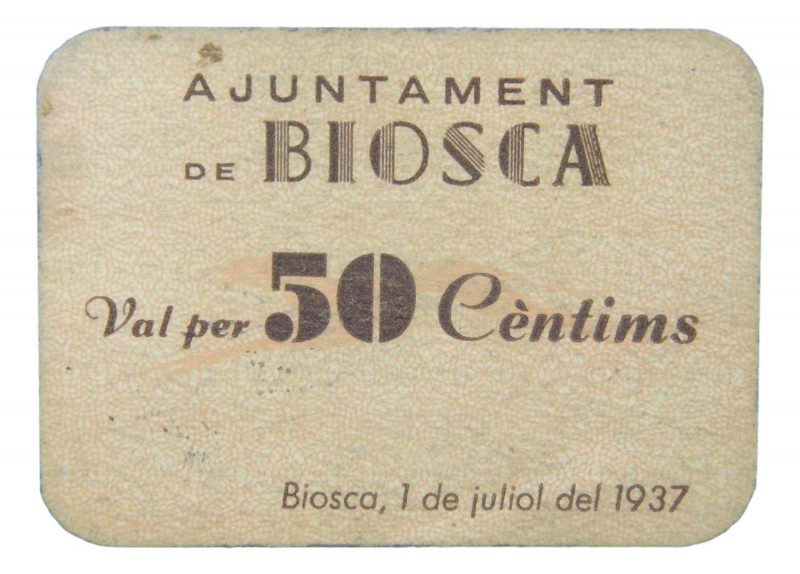 AJUNTAMENT
DE BIOSCA
Val per 50 Cèntims
Biosca, 1 de juliol del 1937